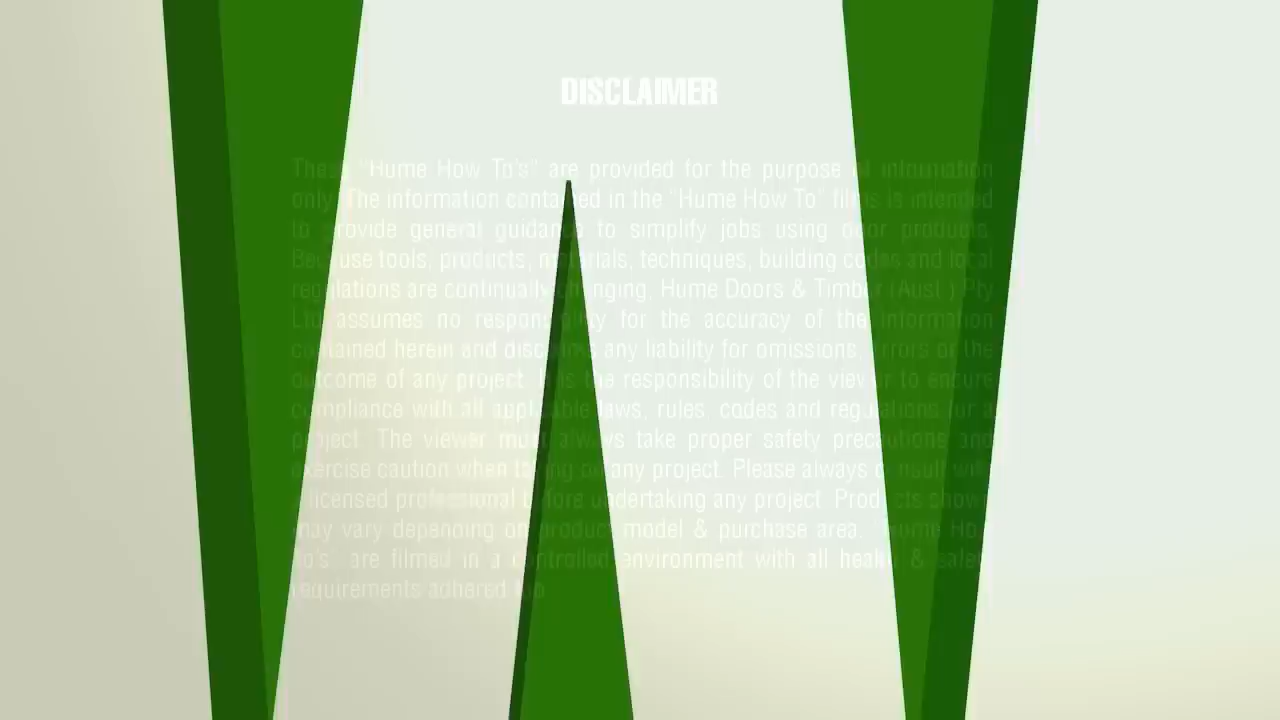 DISCLAIMER
These "Hume How To's" are provided for the purpose of information
only. The information contained in the "Hume How To" films is intended
to provide general guidance to simplify jobs using our products.
Because tools, products, materials, techniques, building codes and local
regulations are continually changing, Hume Doors & Timber (Aust.) Pty
Ltd assumes no responsibility for the accuracy of the information
contained herein and disclaims any liability for omissions, errors or the
outcome of any project. It is the responsibility of the viewer to ensure
compliance with all applicable laws, rules, codes and regulations for a
project. The viewer must always take proper safety precautions and
exercise caution when taking on any project. Please always consult with
a licensed professional before undertaking any project. Products shown
may vary depending on product model & purchase area. "Hume How
To's" are filmed in a controlled environment with all health & safety
requirements adhered too.